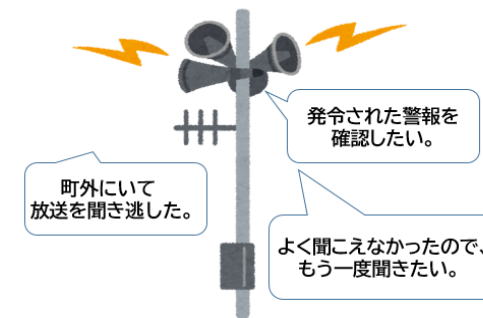 発令された警報を
確認したい。
町外にいて
放送を聞き逃した。
よく聞こえなかったので、
もう一度聞きたい。